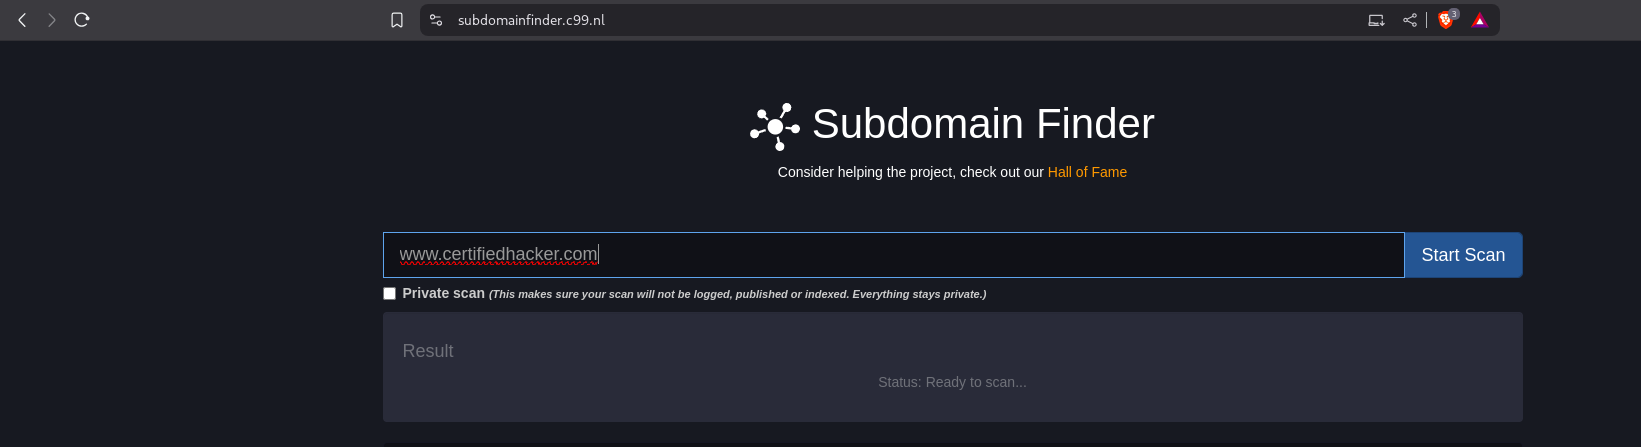 subdomainfinder.c99.nl
3
Subdomain Finder
Consider helping the project, check out our Hall of Fame
www.certifiedhacker.com
Start Scan
Private scan (This makes sure your scan will not be logged, published or indexed. Everything stays private.)
Result
Status: Ready to scan...